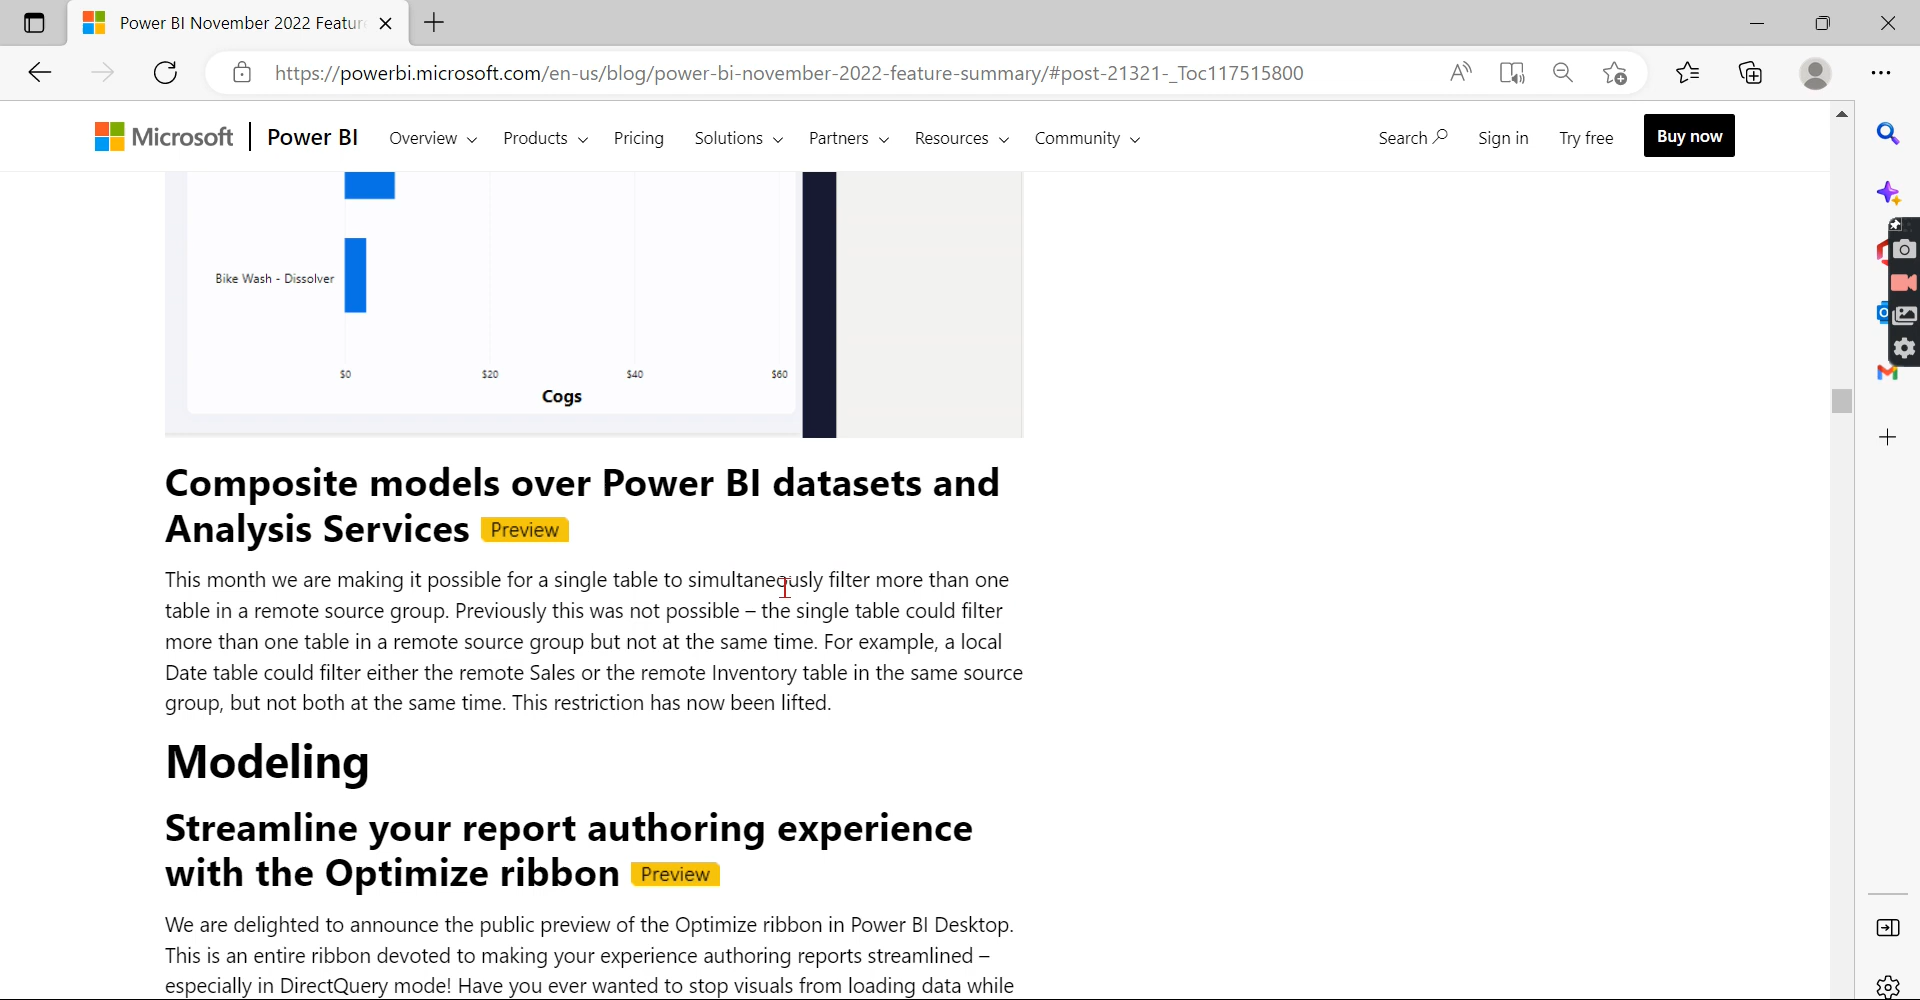 Power BI November 2022 Featur
https://powerbi.microsoft.com/en-us/blog/power-bi-november-2022-feature-summary/#post-21321-_Toc117515800
Microsoft Power BI Overview Products Pricing Solutions Partners Resources Community Search Sign in Try free Buy now
Bike Wash - Dissolver
$0 $20 $40 $60
Cogs
Composite models over Power BI datasets and
Analysis Services Preview
This month we are making it possible for a single table to simultaneously filter more than one
table in a remote source group. Previously this was not possible – the single table could filter
more than one table in a remote source group but not at the same time. For example, a local
Date table could filter either the remote Sales or the remote Inventory table in the same source
group, but not both at the same time. This restriction has now been lifted.
Modeling
Streamline your report authoring experience
with the Optimize ribbon Preview
We are delighted to announce the public preview of the Optimize ribbon in Power BI Desktop.
This is an entire ribbon devoted to making your experience authoring reports streamlined –
especially in DirectQuery mode! Have you ever wanted to stop visuals from loading data while